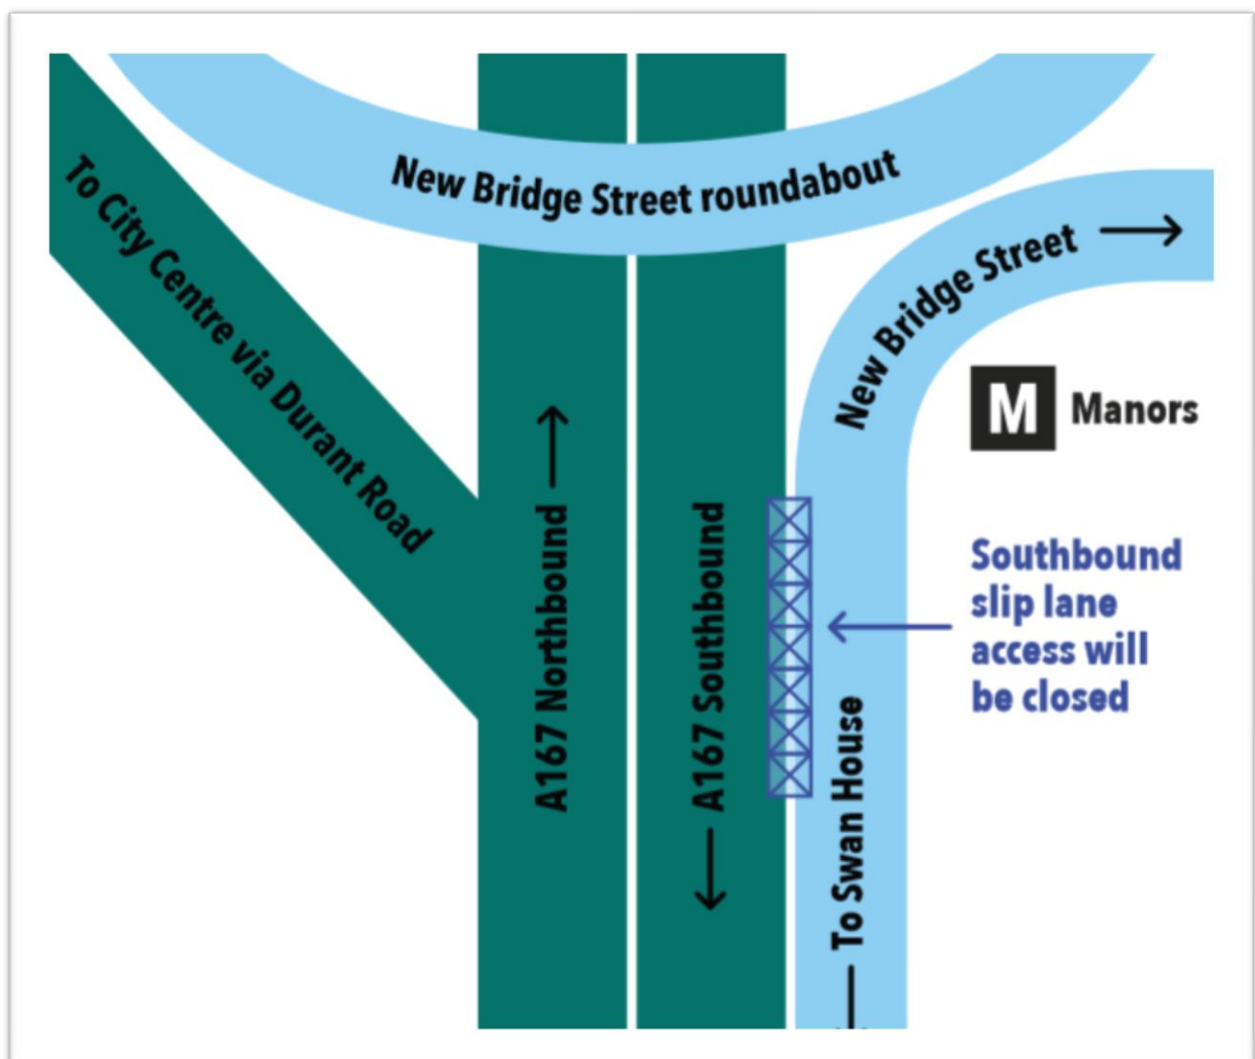 New Bridge Street roundabout
To City Centre via Durant Road
New Bridge Street
M Manors
A167 Northbound
A167 Southbound
Southbound
slip lane
access will
be closed
To Swan House